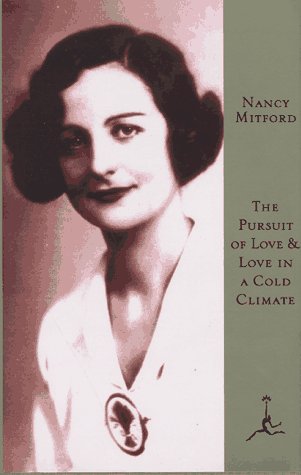 NANCY
MITFORD
THE
PURSUIT
OF LOVE &
LOVE IN
A COLD
CLIMATE